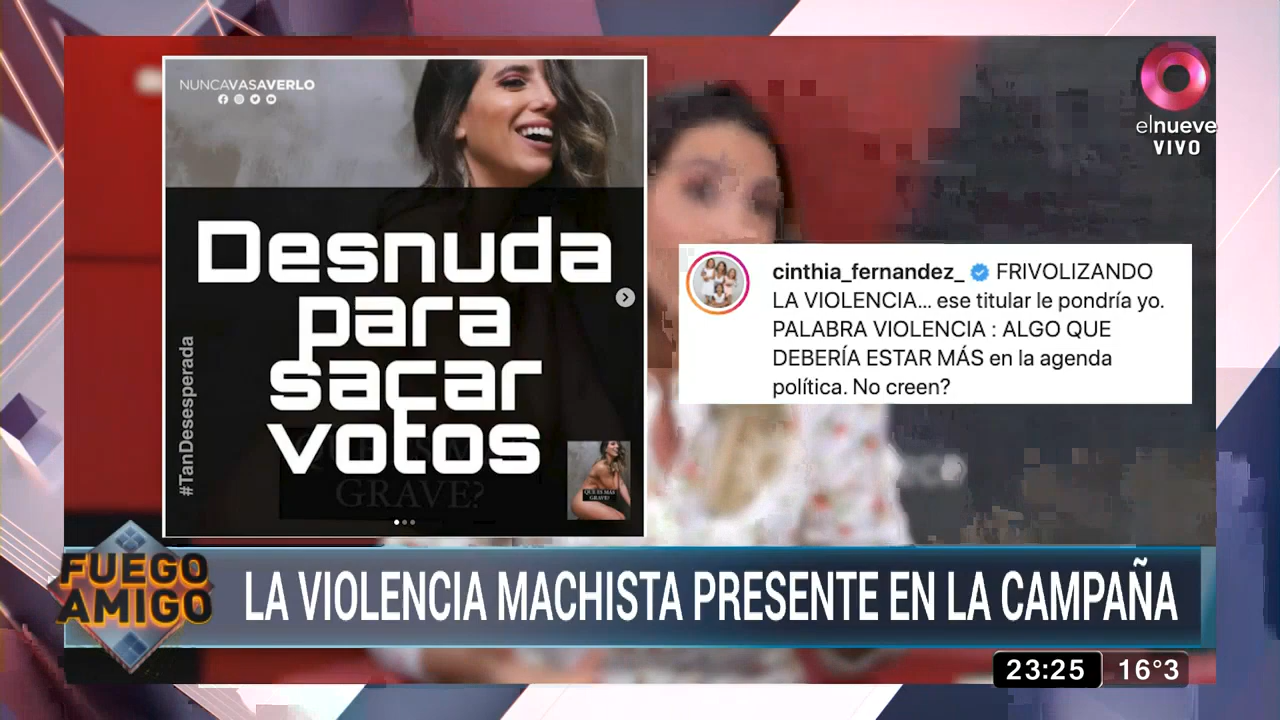 NUNCAVASAVERLO
Desnuda
para
sacar
votos
#TanDesesperada
GRAVE?
QUE ES MÁS
GRAVE?
cinthia_fernandez_ FRIVOLIZANDO
LA VIOLENCIA... ese titular le pondría yo.
PALABRA VIOLENCIA : ALGO QUE
DEBERÍA ESTAR MÁS en la agenda
política. No creen?
elnueve
VIVO
FUEGO
AMIGO
LA VIOLENCIA MACHISTA PRESENTE EN LA CAMPAÑA
23:25
16°3